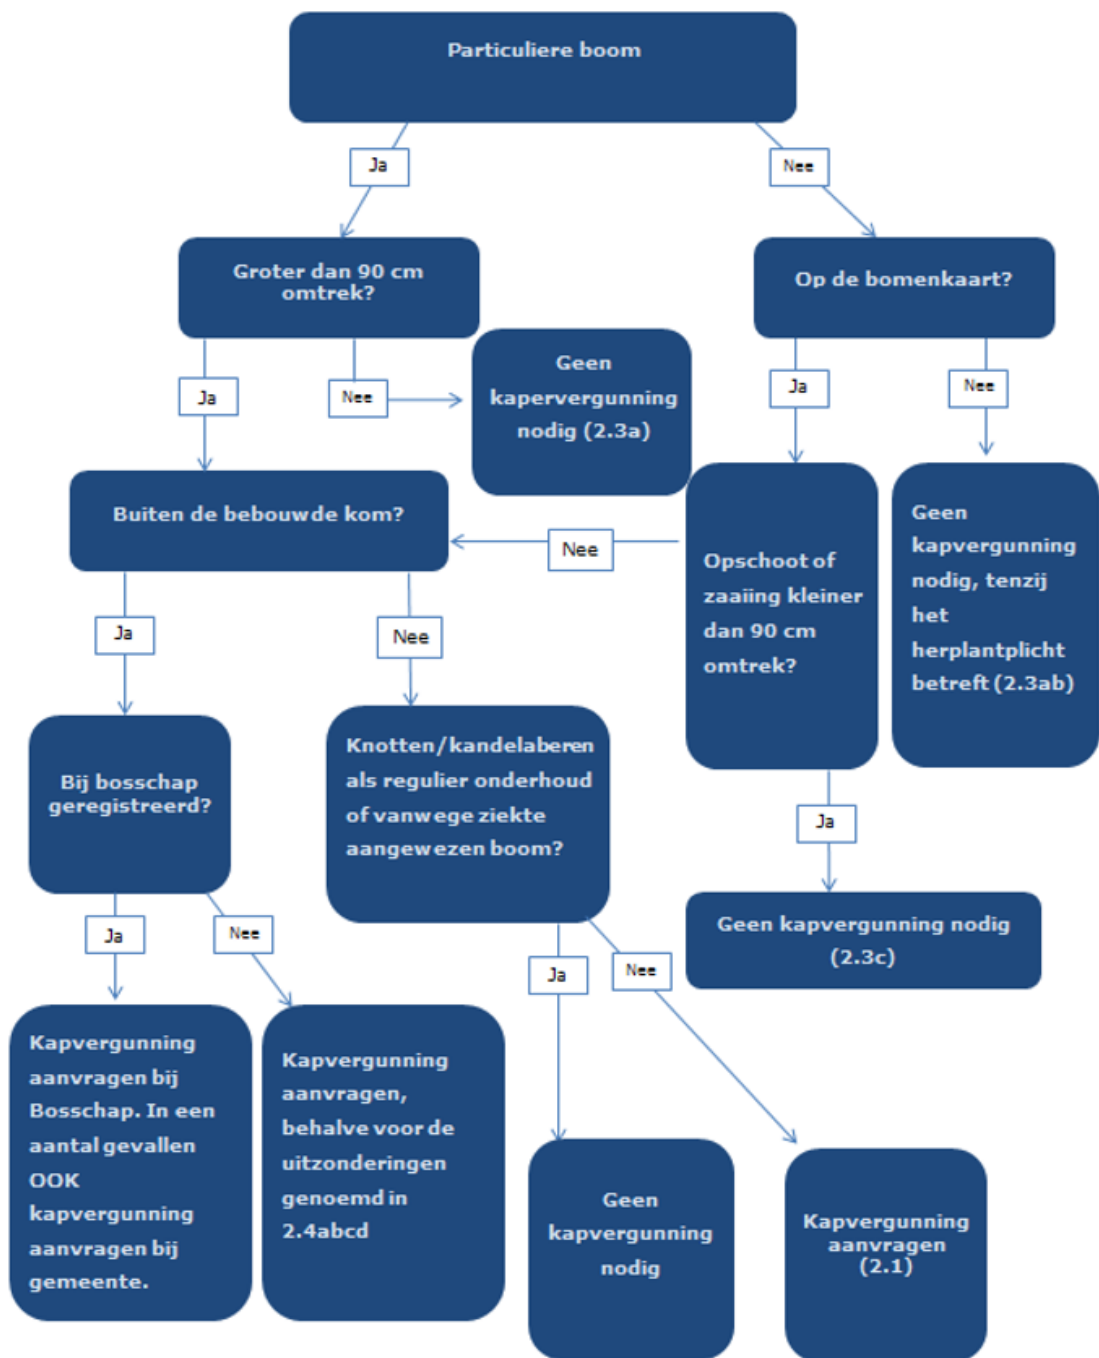 Particuliere boom
Ja
Nee
Groter dan 90 cm
omtrek?
Op de bomenkaart?
Ja
Nee
Geen
kapervergunning
nodig (2.3a)
Ja
Nee
Buiten de bebouwde kom?
Nee
Opschoot of
zaaiing kleiner
dan 90 cm
omtrek?
Geen
kapvergunning
nodig, tenzij
het
herplantplicht
betreft (2.3ab)
Ja
Nee
Bij bosschap
geregistreerd?
Knotten/kandelaberen
als regulier onderhoud
of vanwege ziekte
aangewezen boom?
Ja
Geen kapvergunning nodig
(2.3c)
Ja
Nee
Ja
Nee
Kapvergunning
aanvragen bij
Bosschap. In een
aantal gevallen
OOK
kapvergunning
aanvragen bij
gemeente.
Kapvergunning
aanvragen,
behalve voor de
uitzonderingen
genoemd in
2.4abcd
Geen
kapvergunning
nodig
Kapvergunning
aanvragen
(2.1)